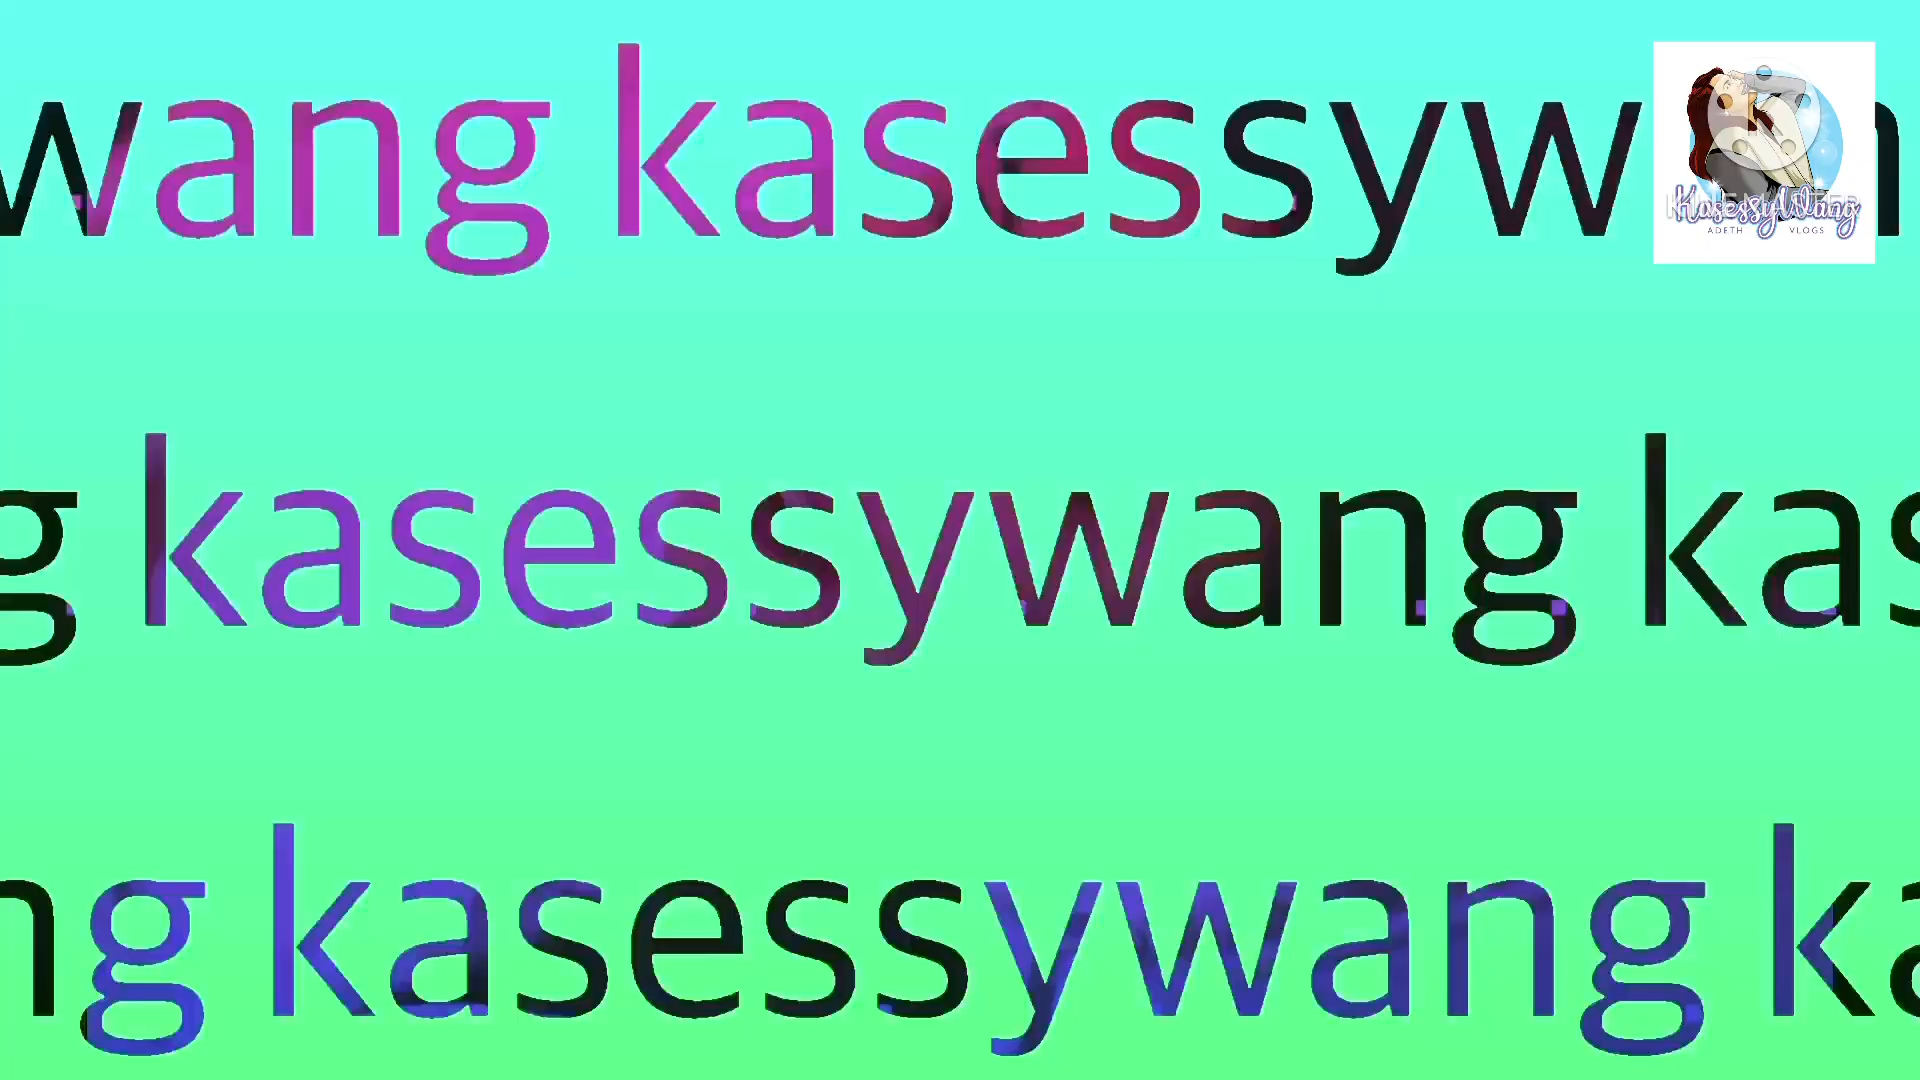 wang kasessyw n
KasessyWang
ADETH VLOGS
g kasessywang kas
ng kasessywang ka